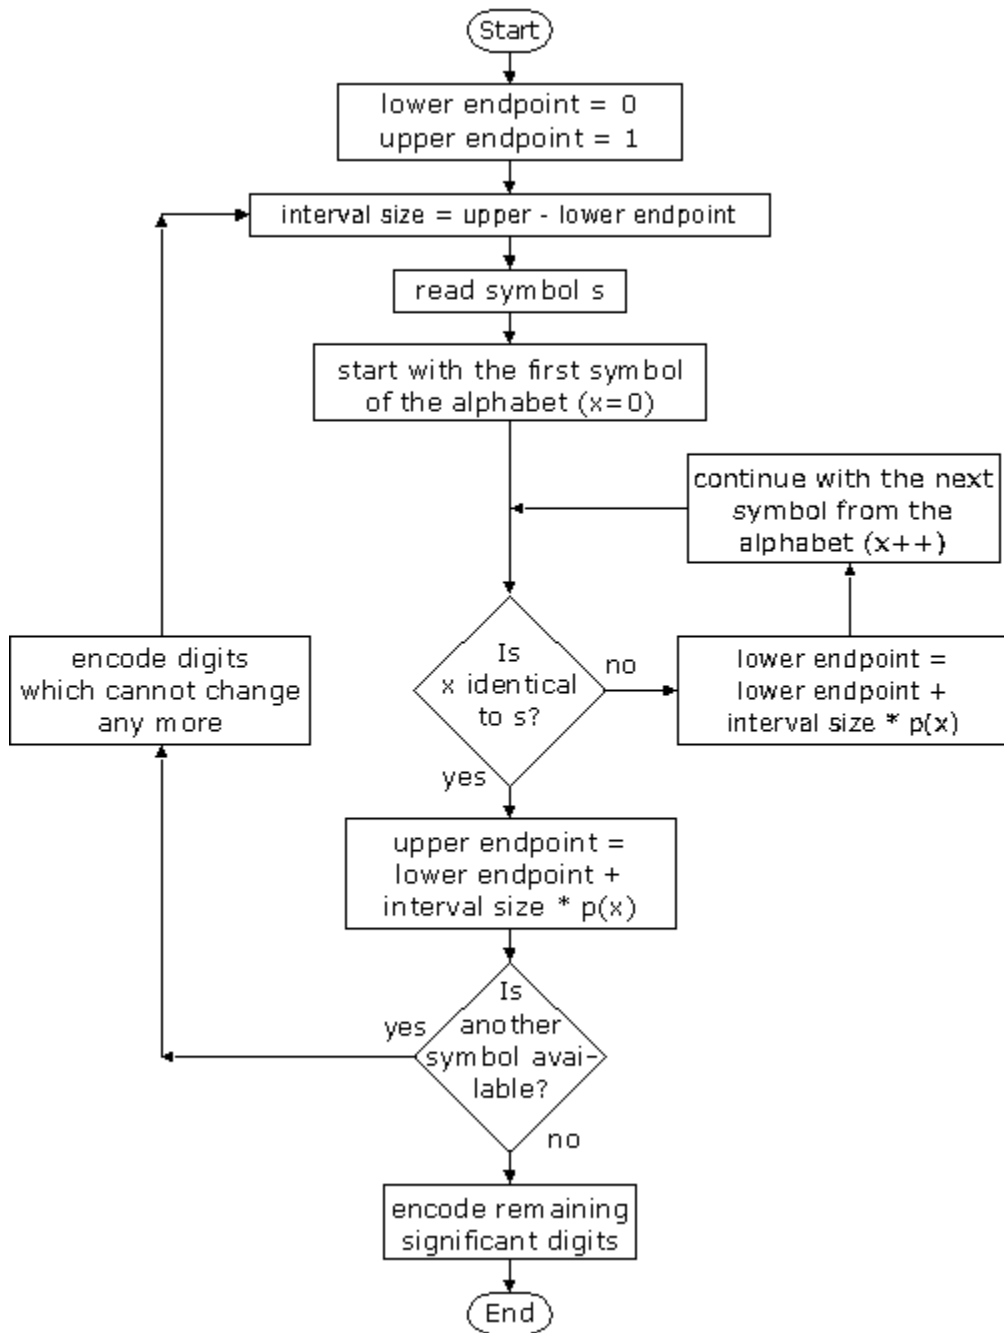 Start
lower endpoint = 0
upper endpoint = 1
interval size = upper - lower endpoint
read symbol s
start with the first symbol
of the alphabet (x=0)
continue with the next
symbol from the
alphabet (x++)
Is
x identical
to s?
no
lower endpoint =
lower endpoint +
interval size * p(x)
encode digits
which cannot change
any more
yes
upper endpoint =
lower endpoint +
interval size * p(x)
Is
another
symbol avai-
lable?
yes
no
encode remaining
significant digits
End